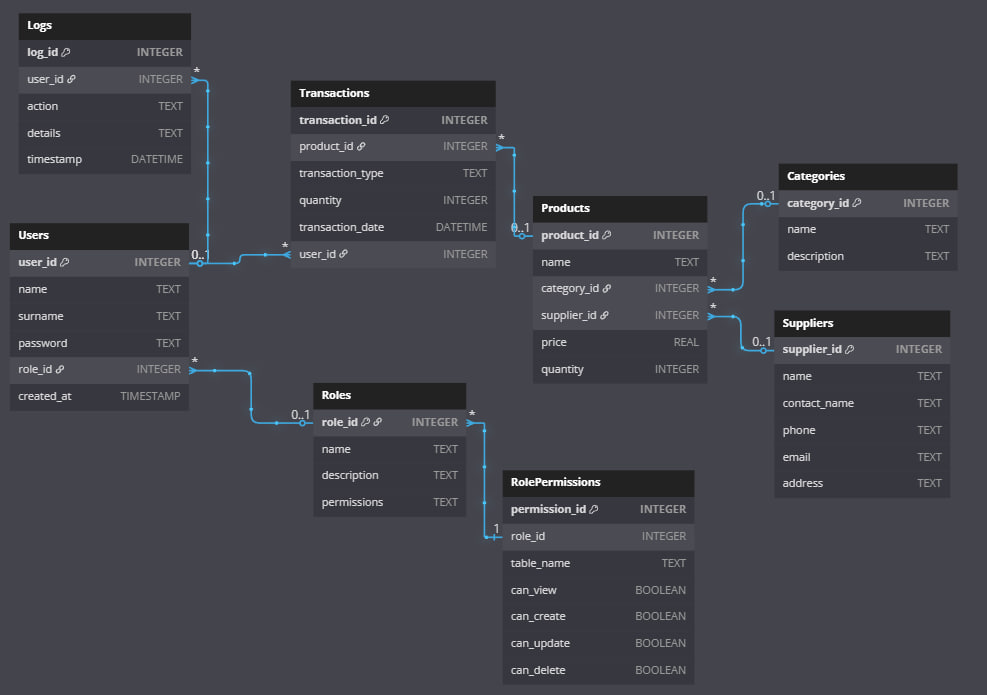 Logs
log_id INTEGER
user_id INTEGER
action TEXT
details TEXT
timestamp DATETIME
*
Users
user_id INTEGER
name TEXT
surname TEXT
password TEXT
role_id INTEGER
created_at TIMESTAMP
0..1
*
Transactions
transaction_id INTEGER
product_id INTEGER
transaction_type TEXT
quantity INTEGER
transaction_date DATETIME
user_id INTEGER
*
*
Roles
role_id INTEGER
name TEXT
description TEXT
permissions TEXT
0..1
*
Products
product_id INTEGER
name TEXT
category_id INTEGER
supplier_id INTEGER
price REAL
quantity INTEGER
0..1
*
*
RolePermissions
permission_id INTEGER
role_id INTEGER
table_name TEXT
can_view BOOLEAN
can_create BOOLEAN
can_update BOOLEAN
can_delete BOOLEAN
1
Categories
category_id INTEGER
name TEXT
description TEXT
0..1
Suppliers
supplier_id INTEGER
name TEXT
contact_name TEXT
phone TEXT
email TEXT
address TEXT
0..1